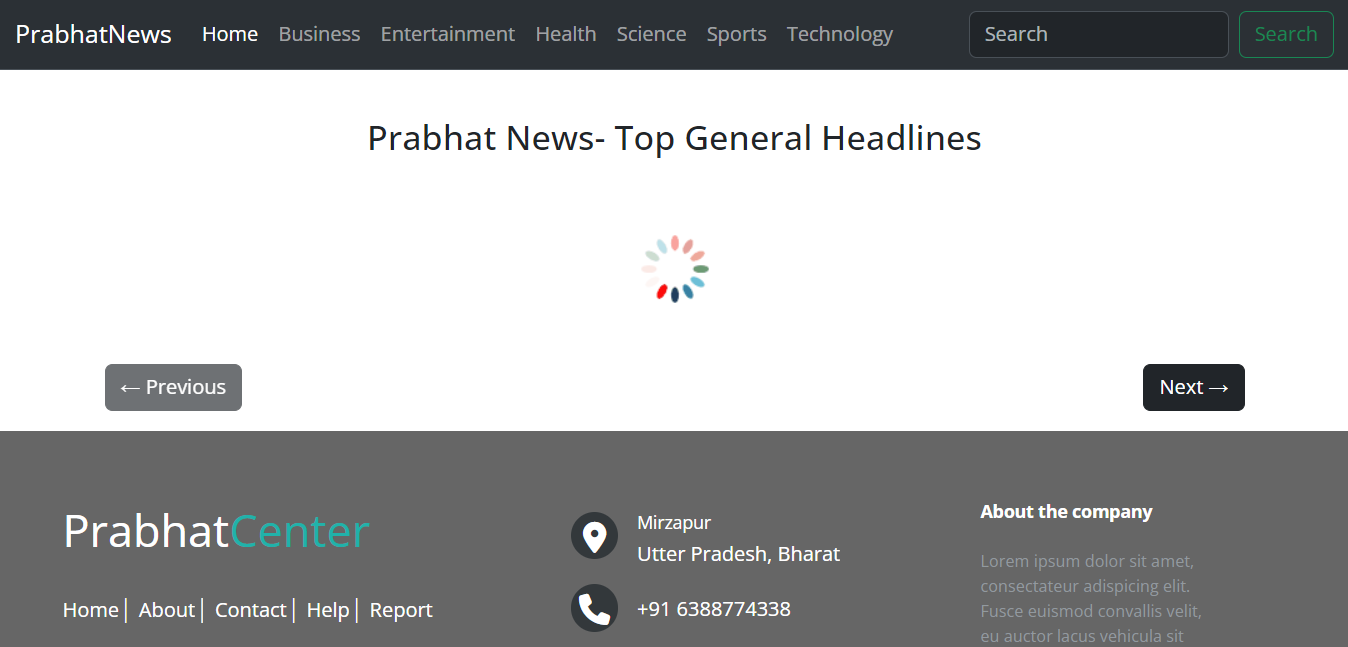 PrabhatNews Home Business Entertainment Health Science Sports Technology Search Search
Prabhat News- Top General Headlines
← Previous
Next →
PrabhatCenter
Home| About| Contact| Help| Report
Mirzapur
Utter Pradesh, Bharat
+91 6388774338
About the company
Lorem ipsum dolor sit amet,
consectateur adispicing elit.
Fusce euismod convallis velit,
eu auctor lacus vehicula sit